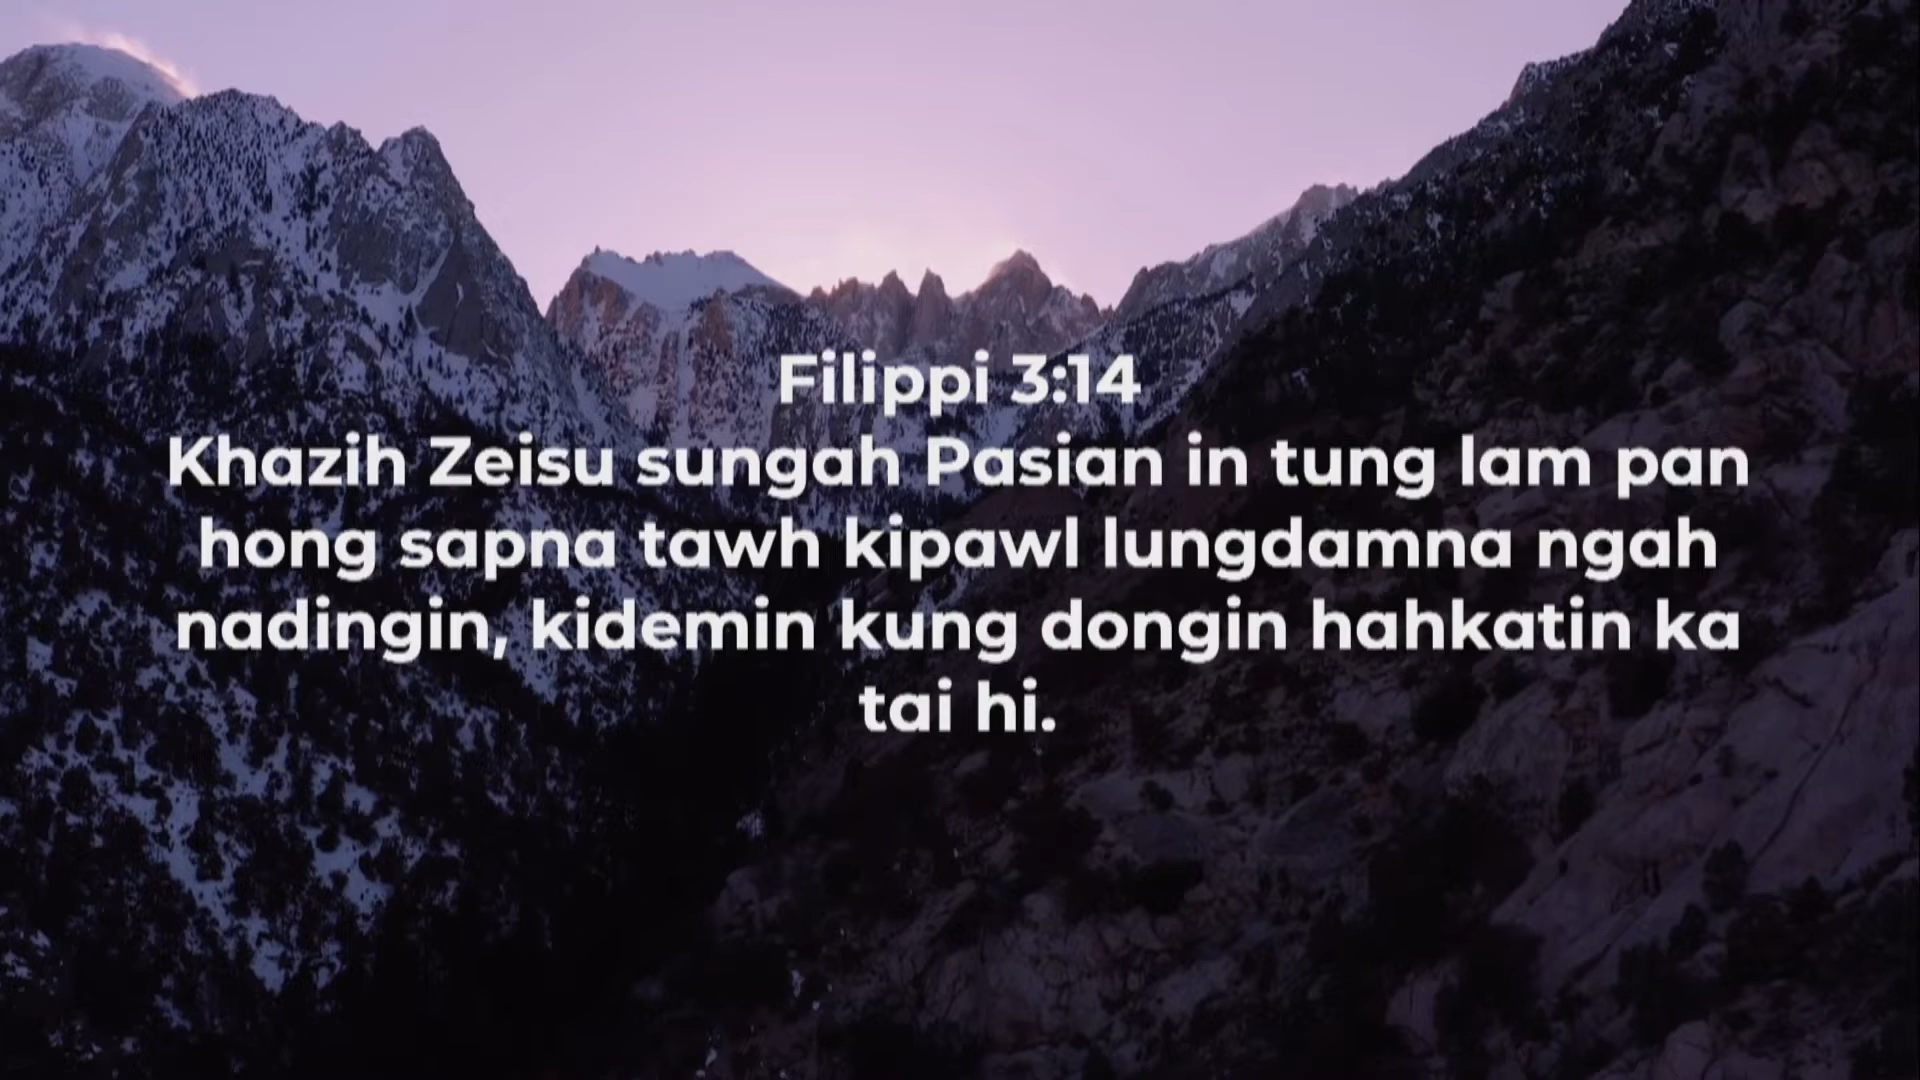 Filippi 3:14
Khazih Zeisu sungah Pasian in tung lam pan
hong sapna tawh kipawl lungdamna ngah
nadingin, kidemin kung dongin hahkatin ka
tai hi.